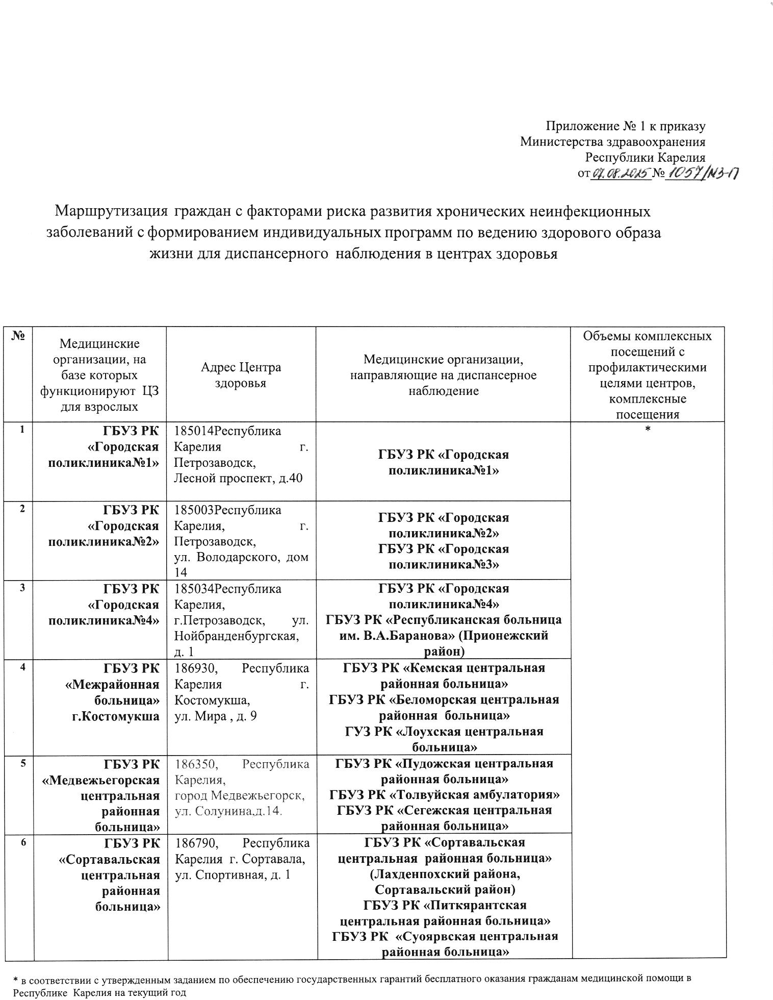 Приложение № 1 к приказу
Министерства здравоохранения
Республики Карелия
от 07.08.2025 № 1057/МЗ-П
Маршрутизация граждан с факторами риска развития хронических неинфекционных
заболеваний с формированием индивидуальных программ по ведению здорового образа
жизни для диспансерного наблюдения в центрах здоровья
№
Медицинские
организации, на
базе которых
функционируют ЦЗ
для взрослых
Адрес Центра
здоровья
Медицинские организации,
направляющие на диспансерное
наблюдение
Объемы комплексных
посещений с
профилактическими
целями центров,
комплексные
посещения
1
ГБУЗ РК
«Городская
поликлиника№1»
185014Республика
Карелия г.
Петрозаводск,
Лесной проспект, д.40
ГБУЗ РК «Городская
поликлиника№1»
*
2
ГБУЗ РК
«Городская
поликлиника№2»
185003Республика
Карелия, г.
Петрозаводск,
ул. Володарского, дом
14
ГБУЗ РК «Городская
поликлиника№2»
ГБУЗ РК «Городская
поликлиника№3»
3
ГБУЗ РК
«Городская
поликлиника№4»
185034Республика
Карелия,
г.Петрозаводск, ул.
Нойбранденбургская,
д. 1
ГБУЗ РК «Городская
поликлиника№4»
ГБУЗ РК «Республиканская больница
им. В.А.Баранова» (Прионежский
район)
4
ГБУЗ РК
«Межрайонная
больница»
г.Костомукша
186930, Республика
Карелия г.
Костомукша,
ул. Мира , д. 9
ГБУЗ РК «Кемская центральная
районная больница»
ГБУЗ РК «Беломорская центральная
районная больница»
ГУЗ РК «Лоухская центральная
больница»
5
ГБУЗ РК
«Медвежьегорская
центральная
районная
больница»
186350, Республика
Карелия,
город Медвежьегорск,
ул. Солунина,д.14.
ГБУЗ РК «Пудожская центральная
районная больница»
ГБУЗ РК «Толвуйская амбулатория»
ГБУЗ РК «Сегежская центральная
районная больница»
6
ГБУЗ РК
«Сортавальская
центральная
районная
больница»
186790, Республика
Карелия г. Сортавала,
ул. Спортивная, д. 1
ГБУЗ РК «Сортавальская
центральная районная больница»
(Лахденпохский района,
Сортавальский район)
ГБУЗ РК «Питкярантская
центральная районная больница»
ГБУЗ РК «Суоярвская центральная
районная больница»
* в соответствии с утвержденным заданием по обеспечению государственных гарантий бесплатного оказания гражданам медицинской помощи в
Республике Карелия на текущий год